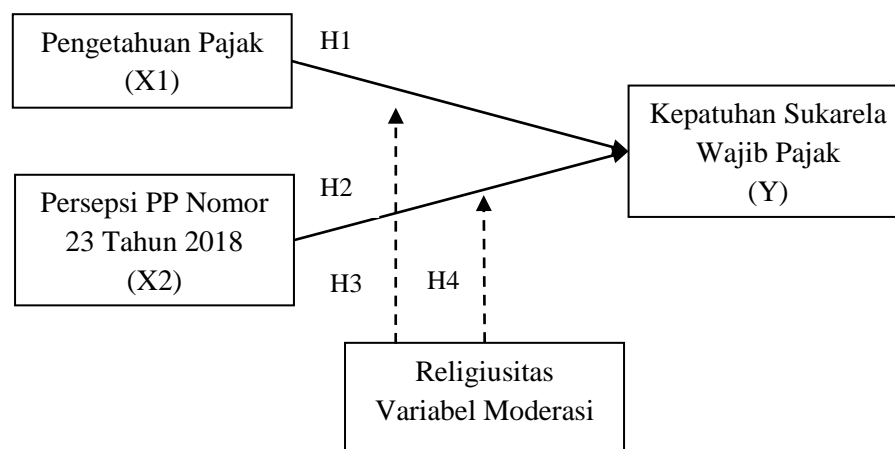 Pengetahuan Pajak
(X1)
H1
Kepatuhan Sukarela
Wajib Pajak
(Y)
H2
Persepsi PP Nomor
23 Tahun 2018
(X2)
H3
H4
Religiusitas
Variabel Moderasi